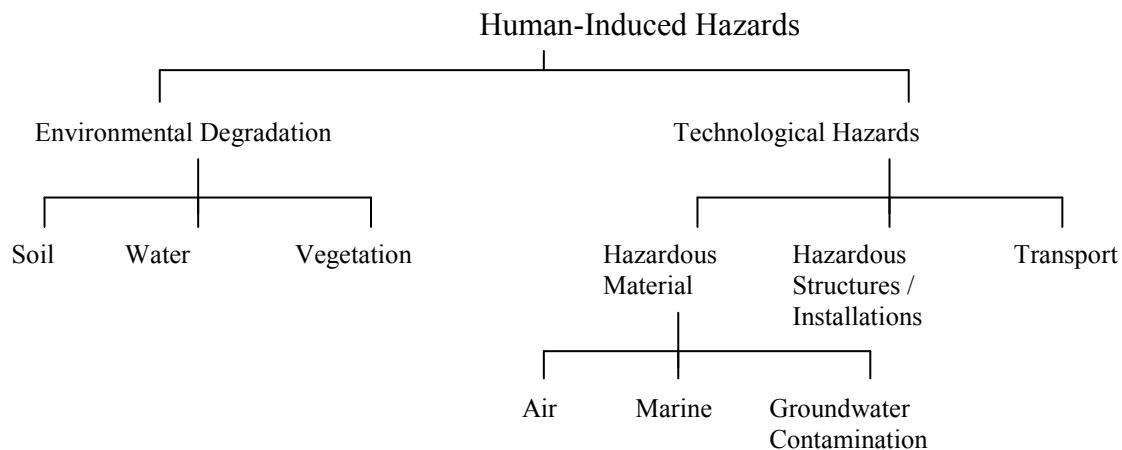 Human-Induced Hazards
Environmental Degradation
Technological Hazards
Soil
Water
Vegetation
Hazardous
Material
Hazardous
Structures /
Installations
Transport
Air
Marine
Groundwater
Contamination